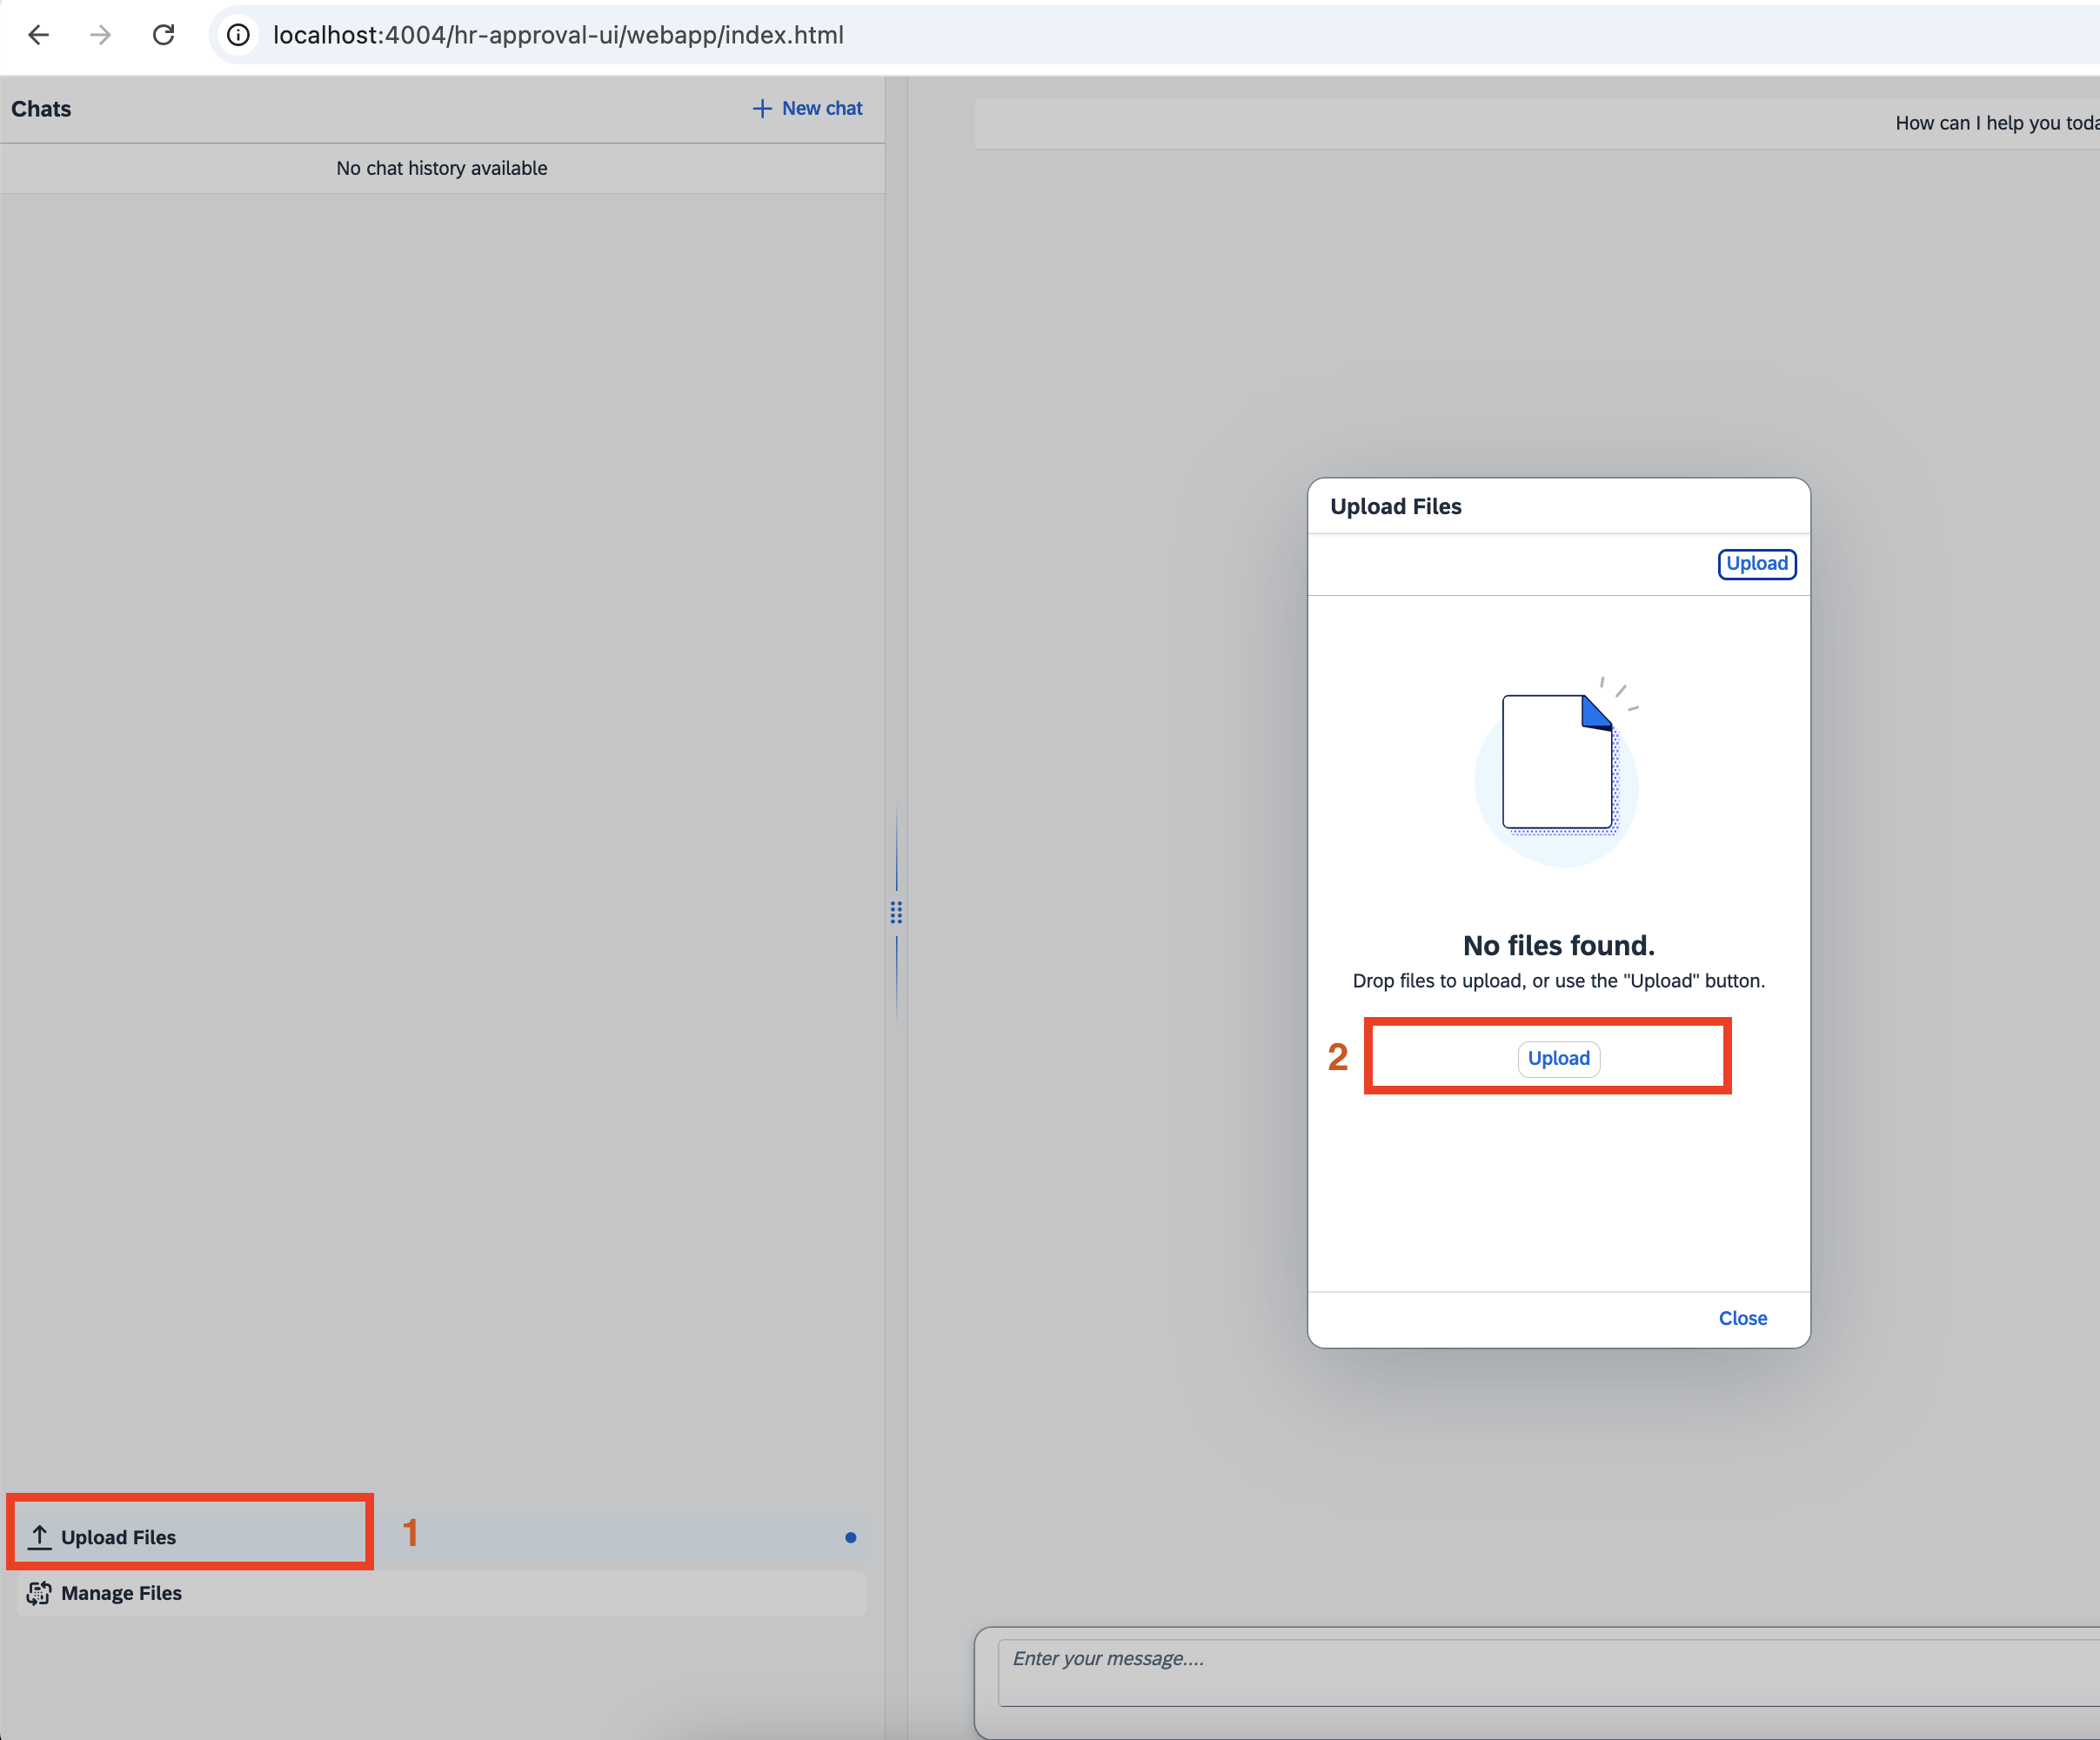 localhost:4004/hr-approval-ui/webapp/index.html
Chats
New chat
No chat history available
How can I help you
Upload Files
Upload
No files found.
Drop files to upload, or use the "Upload" button.
2
Upload
Close
Upload Files
1
Manage Files
Enter your message....